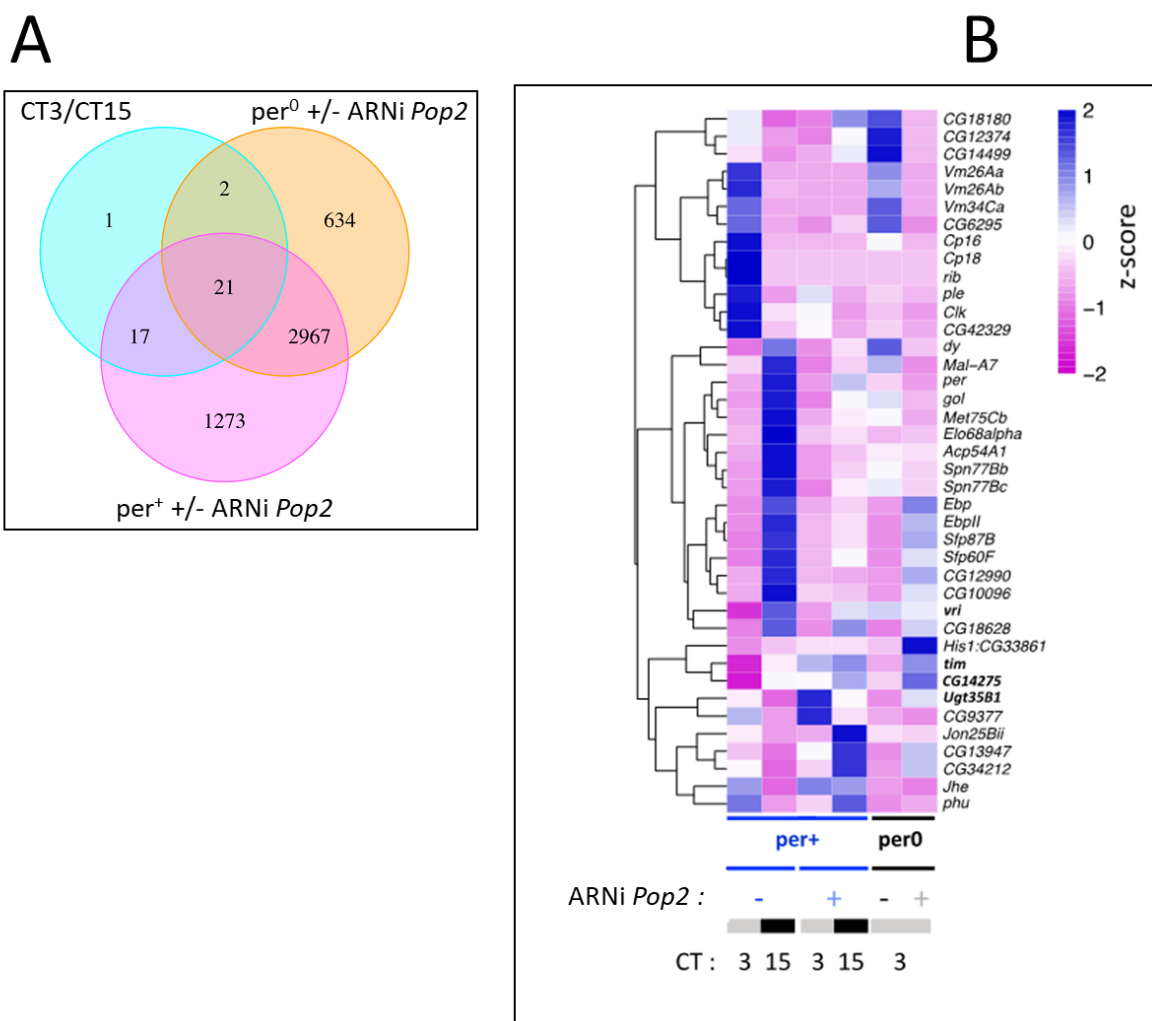 A
B
CT3/CT15
per0 +/- ARNi Pop2
2
1
634
21
17
2967
1273
per+ +/- ARNi Pop2
CG18180
CG12374
CG14499
Vm26Aa
Vm26Ab
Vm34Ca
CG6295
Cp16
Cp18
rib
ple
Clk
CG42329
dy
Mal-A7
per
gol
Met75Cb
Elo68alpha
Acp54A1
Spn77Bb
Spn77Bc
Ebp
EbpII
Sfp87B
Sfp60F
CG12990
CG10096
vri
CG18628
His1:CG33861
tim
CG14275
Ugt35B1
CG9377
Jon25Bii
CG13947
CG34212
Jhe
phu
2
1
0
−1
−2
z-score
per+ per0
ARNi Pop2 : - + - +
CT : 3 15 3 15 3